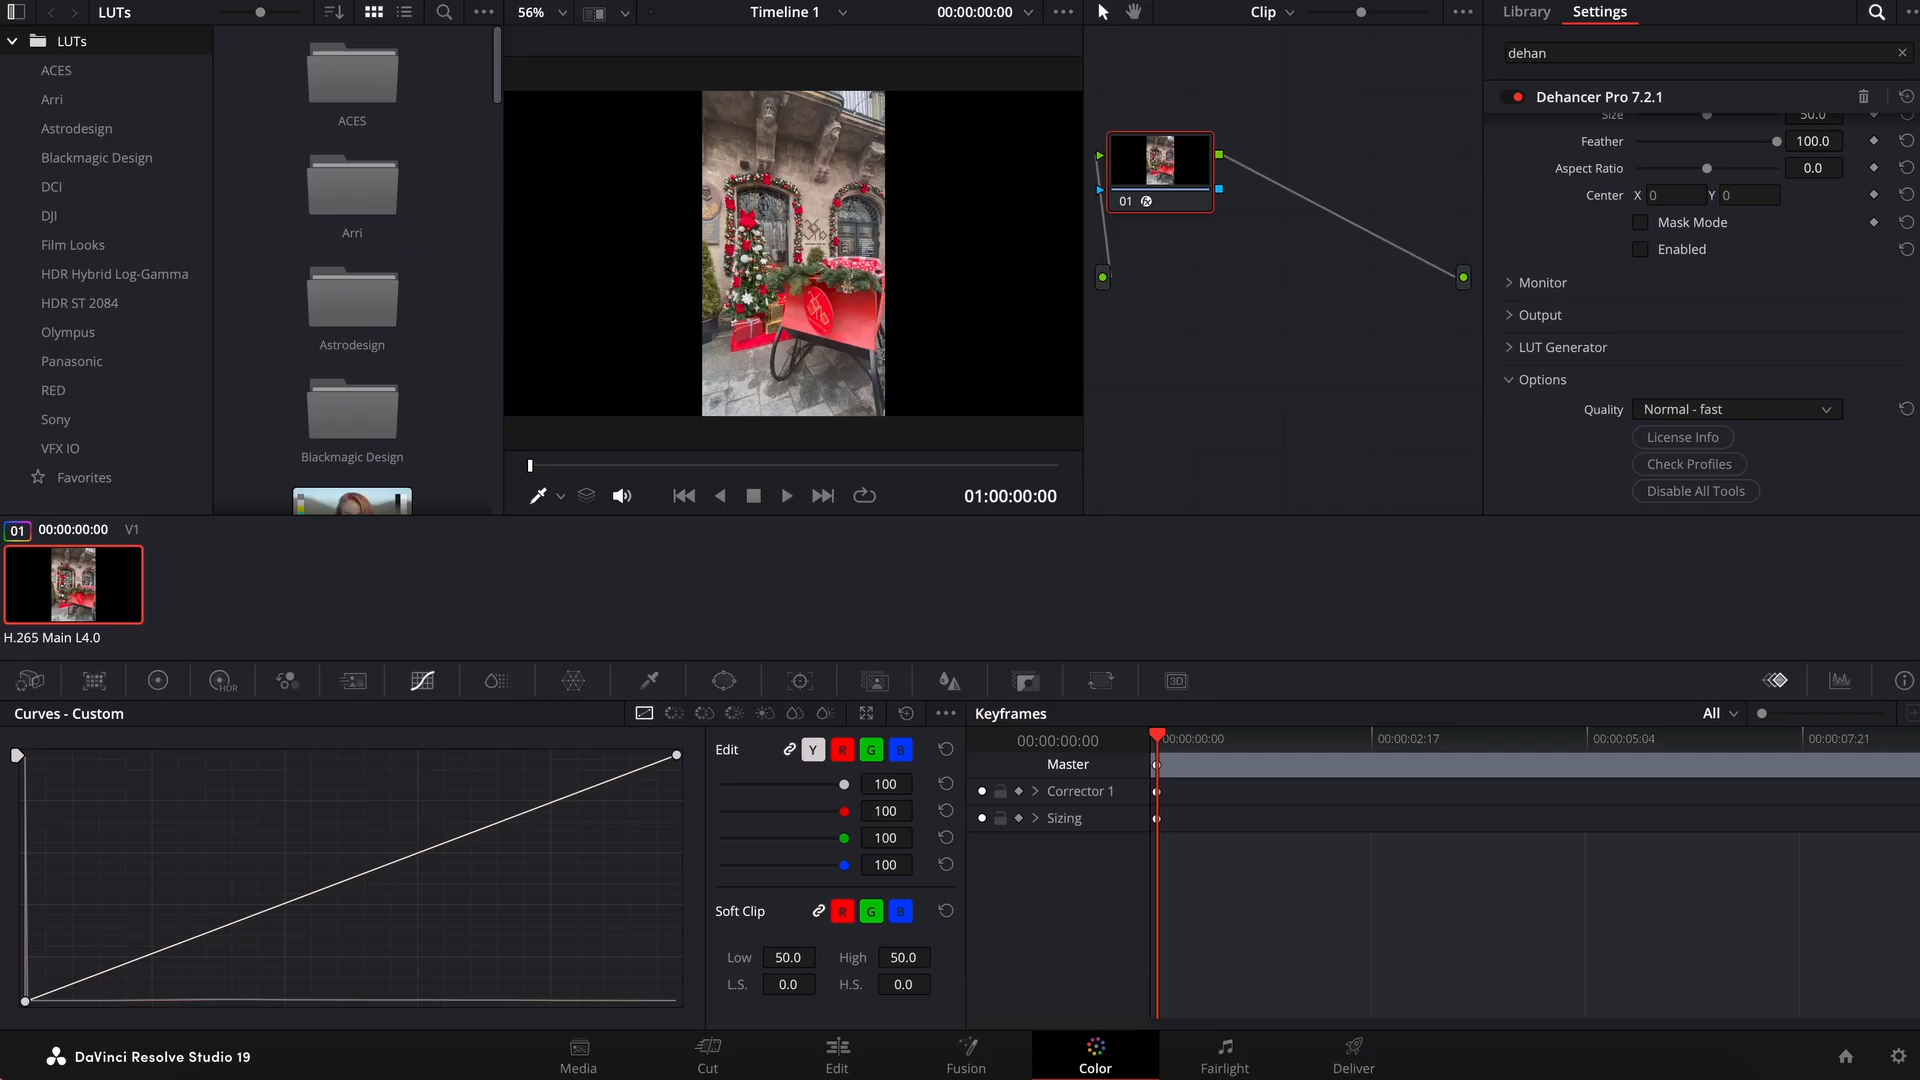 LUTs
56%
Timeline 1
00:00:00:00
Clip
Library
Settings
LUTs
ACES
Arri
Astrodesign
Blackmagic Design
DCI
DJI
Film Looks
HDR Hybrid Log-Gamma
HDR ST 2084
Olympus
Panasonic
RED
Sony
VFX IO
Favorites
ACES
Arri
Astrodesign
Blackmagic Design
01:00:00:00
01
dehan
Dehancer Pro 7.2.1
Size 50.0
Feather 100.0
Aspect Ratio 0.0
Center X 0 Y 0
Mask Mode
Enabled
Monitor
Output
LUT Generator
Options
Quality Normal - fast
License Info
Check Profiles
Disable All Tools
01 00:00:00:00 V1
H.265 Main L4.0
HDR
3D
Curves - Custom
Edit Y R G B
100
100
100
100
Soft Clip R G B
Low 50.0 High 50.0
L.S. 0.0 H.S. 0.0
Keyframes
All
00:00:00:00
00:00:00:00
00:00:02:17
00:00:05:04
00:00:07:21
Master
Corrector 1
Sizing
DaVinci Resolve Studio 19
Media
Cut
Edit
Fusion
Color
Fairlight
Deliver